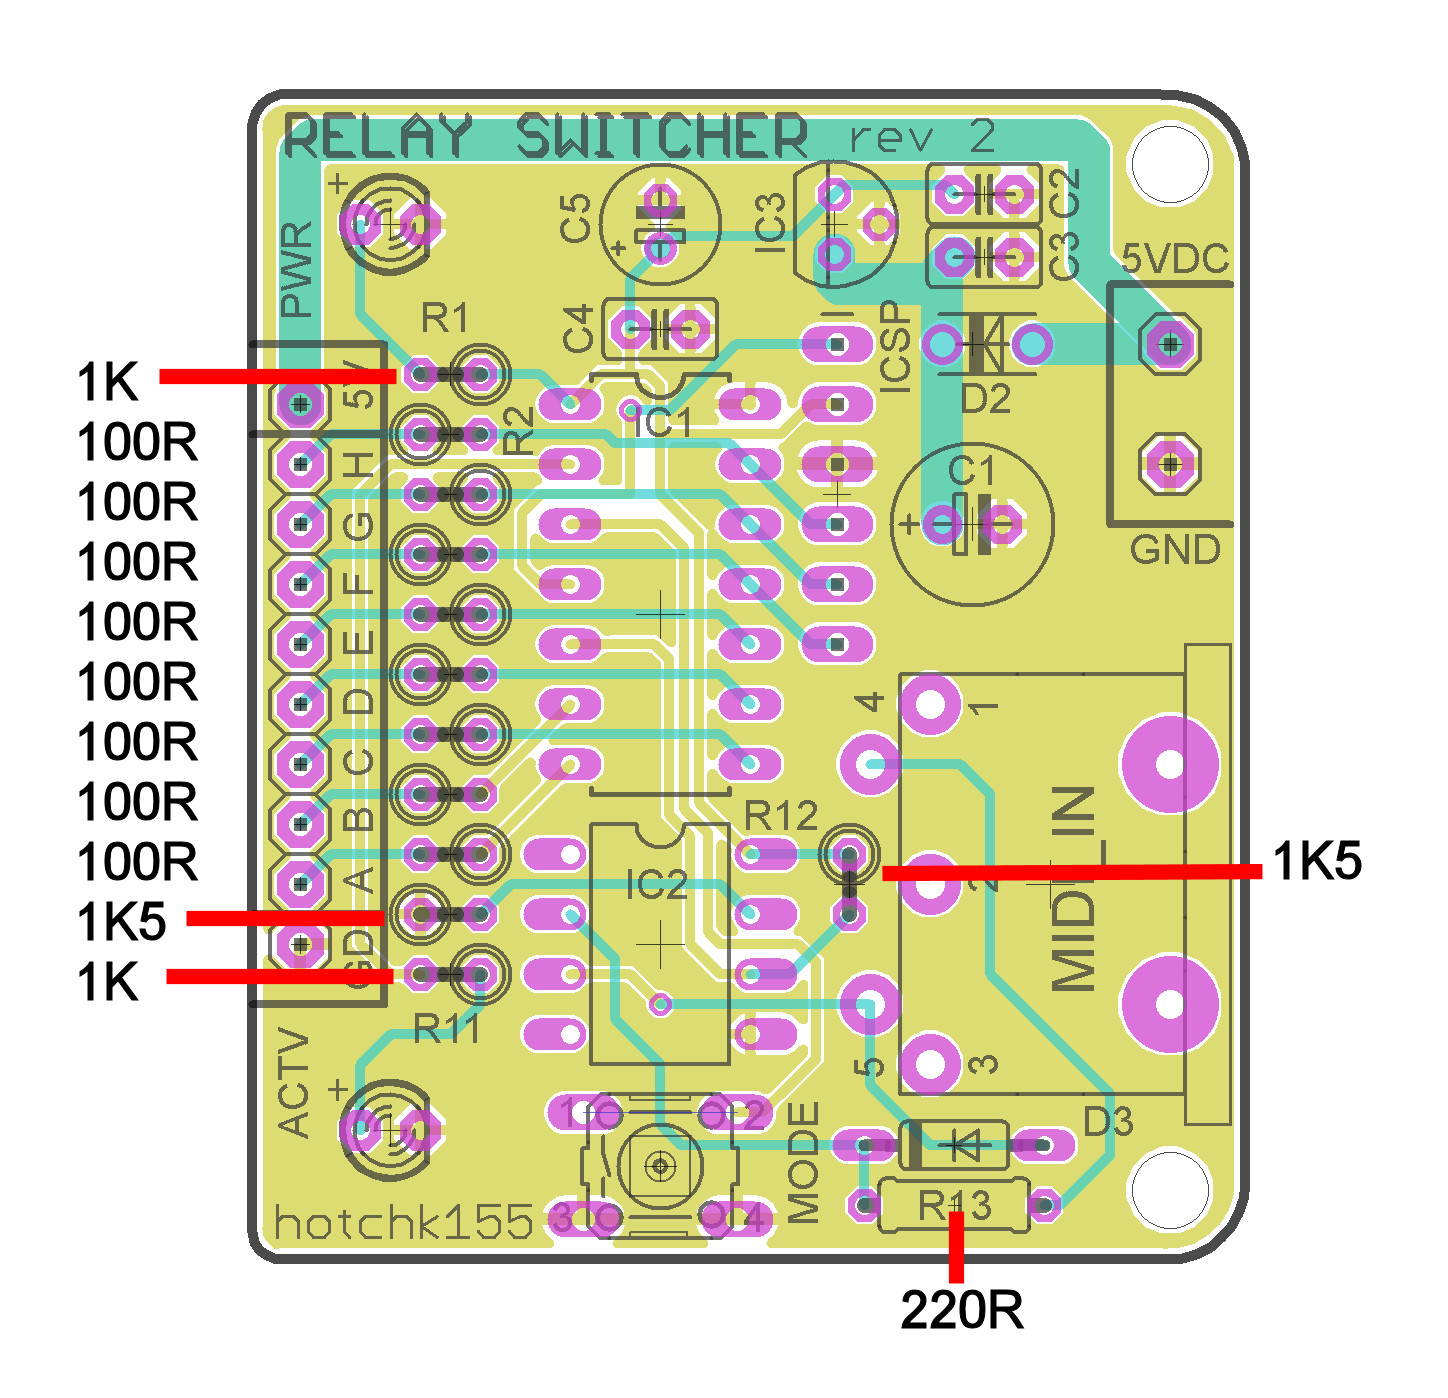 RELAY SWITCHER rev 2
+
PWR
C5
+
IC3
C2
C3
5VDC
R1
C4
ICSP
1K
5V
D2
100R
H
R2
IC1
100R
G
C1
+
100R
F
GND
100R
E
100R
D
4
1
100R
C
100R
B
R12
MIDI_IN
100R
A
IC2
2
1K5
1K5
GD
1K
R11
ACTV
5
3
+
1
2
MODE
D3
hotchk155
3
4
R13
220R